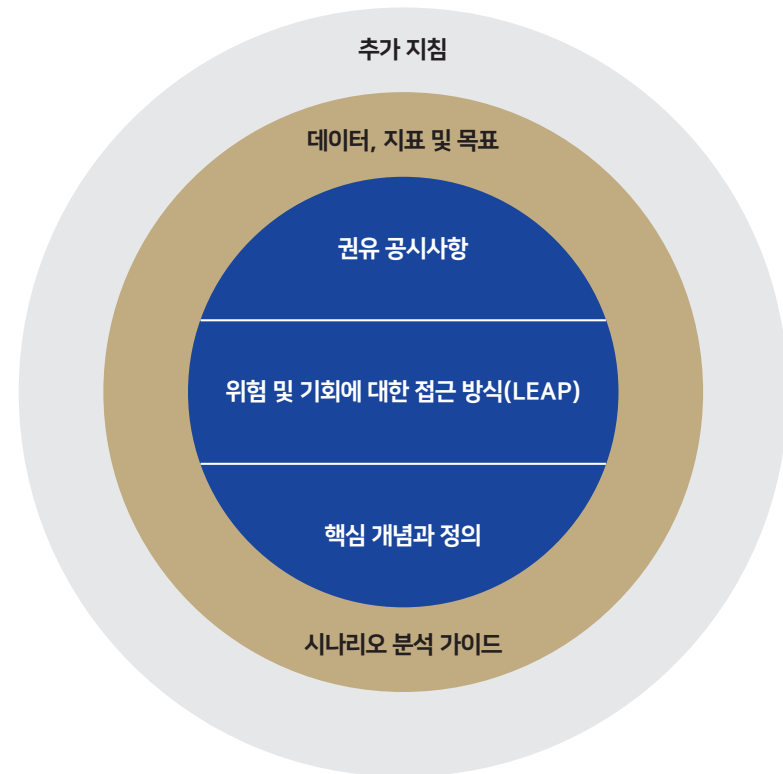 추가 지침
데이터, 지표 및 목표
권유 공시사항
위험 및 기회에 대한 접근 방식(LEAP)
핵심 개념과 정의
시나리오 분석 가이드